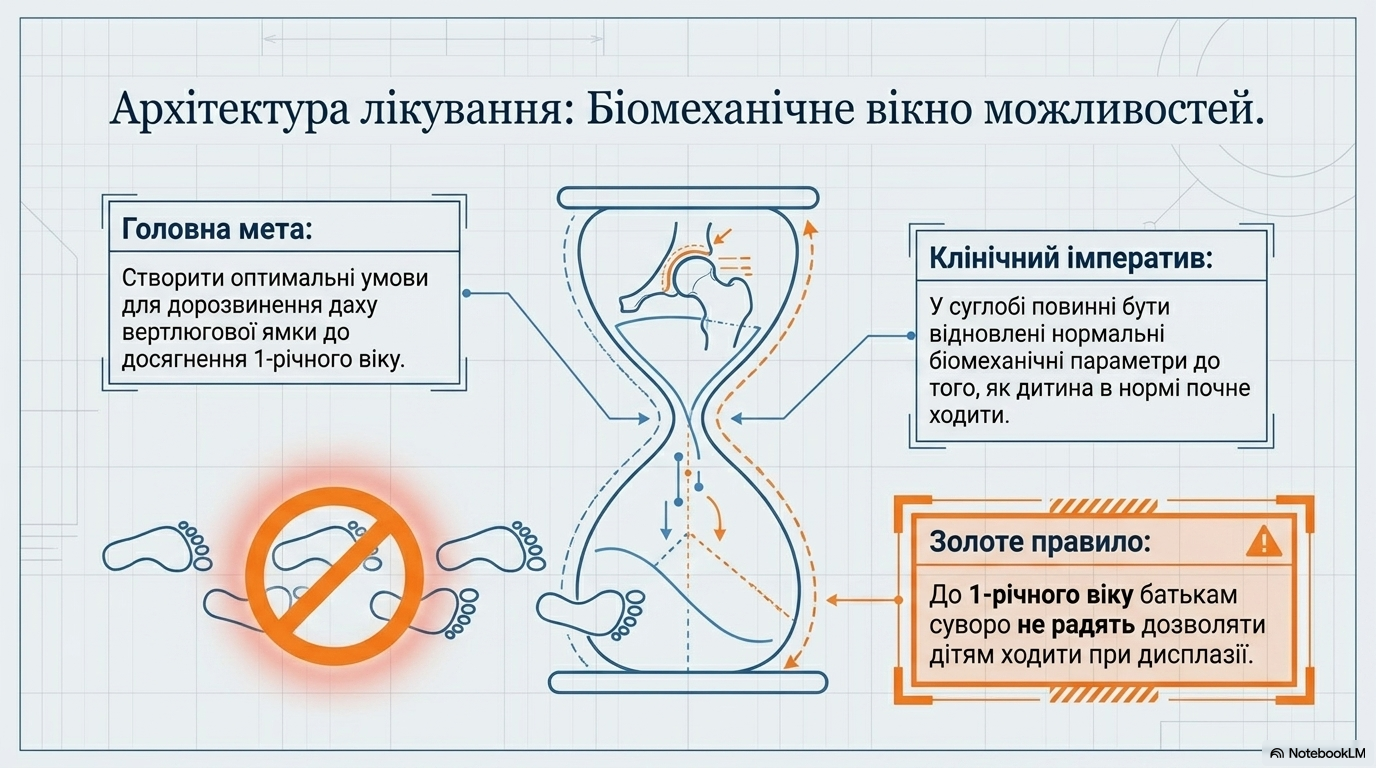 Архітектура лікування: Біомеханічне вікно можливостей.
Головна мета:
Створити оптимальні умови
для дорозвинення даху
вертлюгової ямки до
досягнення 1-річного віку.
Клінічний імператив:
У суглобі повинні бути
відновлені нормальні
біомеханічні параметри до
того, як дитина в нормі почне
ходити.
Золоте правило:
До 1-річного віку батькам
суворо не радять дозволяти
дітям ходити при дисплазії.
NotebookLM